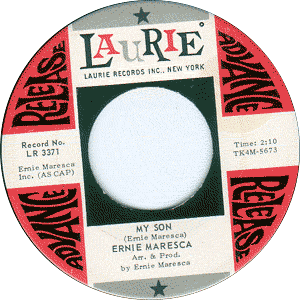 LAURIE
LAURIE RECORDS INC., NEW YORK
ADVANCE RELEASE
ADVANCE RELEASE
Record No.
LR 3371
Ernie Maresca
Inc. (ASCAP)
Time: 2:10
TK4M-5673
MY SON
(Ernie Maresca)
ERNIE MARESCA
Arr. & Prod.
by Ernie Maresca